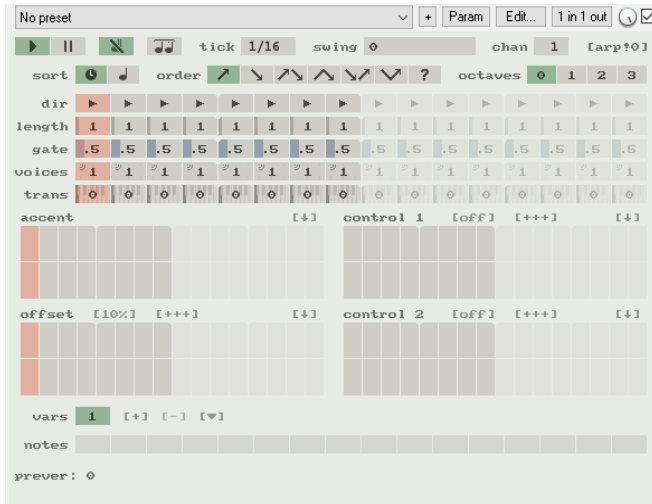 No preset + Param Edit... 1 in 1 out
tick 1/16 swing 0 chan 1 [arp!0]
sort order ? octaves 0 1 2 3
dir
length 1 1 1 1 1 1 1 1 1 1 1 1 1 1 1 1
gate .5 .5 .5 .5 .5 .5 .5 .5 .5 .5 .5 .5 .5 .5 .5 .5
voices 1 1 1 1 1 1 1 1 1 1 1 1 1 1 1 1
trans 0 0 0 0 0 0 0 0 0 0 0 0 0 0 0 0
accent [↓] control 1 [off] [+++] [↓]
offset [10%] [+++] [↓] control 2 [off] [+++] [↓]
vars 1 [+] [-] [▼]
notes
prever: 0